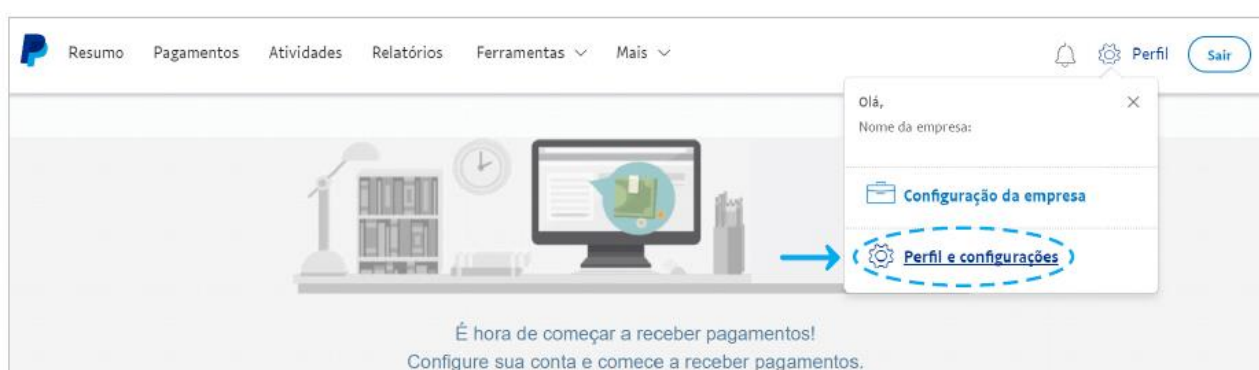 Resumo Pagamentos Atividades Relatórios Ferramentas Mais Perfil Sair
Olá,
Nome da empresa:
Configuração da empresa
Perfil e configurações
É hora de começar a receber pagamentos!
Configure sua conta e comece a receber pagamentos.